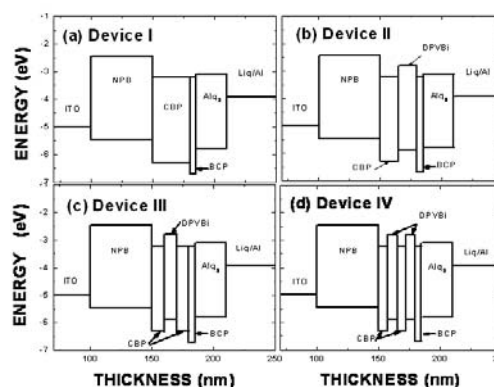 (a) Device I
NPB
CBP
Alq3
Liq/Al
ITO
BCP
ENERGY (eV)
-1
-2
-3
-4
-5
-6
-7
(b) Device II
DPVBi
NPB
Alq3
Liq/Al
ITO
CBP
BCP
(c) Device III
DPVBi
NPB
Alq3
Liq/Al
ITO
CBP
BCP
ENERGY (eV)
-2
-3
-4
-5
-6
-7
100
150
200
250
THICKNESS (nm)
(d) Device IV
DPVBi
NPB
Alq3
Liq/Al
ITO
CBP
BCP
100
150
200
250
THICKNESS (nm)